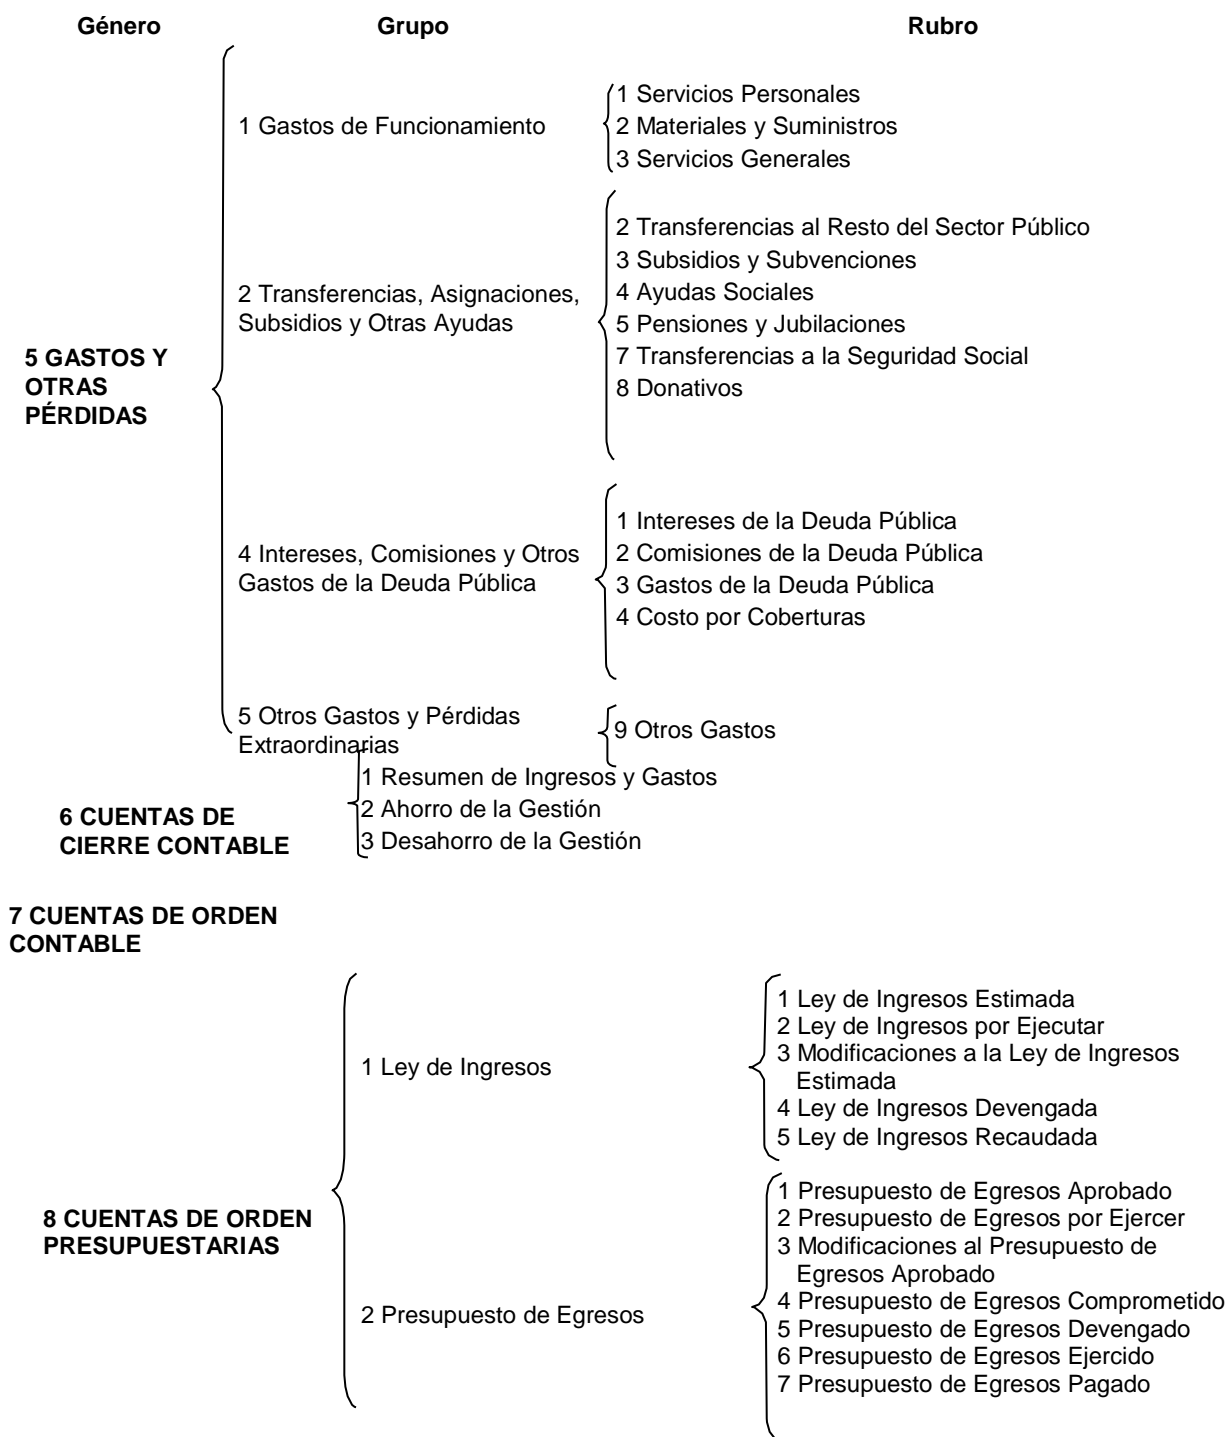 Género Grupo Rubro
1 Gastos de Funcionamiento
1 Servicios Personales
2 Materiales y Suministros
3 Servicios Generales
2 Transferencias, Asignaciones,
Subsidios y Otras Ayudas
2 Transferencias al Resto del Sector Público
3 Subsidios y Subvenciones
4 Ayudas Sociales
5 Pensiones y Jubilaciones
7 Transferencias a la Seguridad Social
8 Donativos
5 GASTOS Y
OTRAS
PÉRDIDAS
4 Intereses, Comisiones y Otros
Gastos de la Deuda Pública
1 Intereses de la Deuda Pública
2 Comisiones de la Deuda Pública
3 Gastos de la Deuda Pública
4 Costo por Coberturas
5 Otros Gastos y Pérdidas
Extraordinarias
9 Otros Gastos
6 CUENTAS DE
CIERRE CONTABLE
1 Resumen de Ingresos y Gastos
2 Ahorro de la Gestión
3 Desahorro de la Gestión
7 CUENTAS DE ORDEN
CONTABLE
8 CUENTAS DE ORDEN
PRESUPUESTARIAS
1 Ley de Ingresos
1 Ley de Ingresos Estimada
2 Ley de Ingresos por Ejecutar
3 Modificaciones a la Ley de Ingresos
Estimada
4 Ley de Ingresos Devengada
5 Ley de Ingresos Recaudada
2 Presupuesto de Egresos
1 Presupuesto de Egresos Aprobado
2 Presupuesto de Egresos por Ejercer
3 Modificaciones al Presupuesto de
Egresos Aprobado
4 Presupuesto de Egresos Comprometido
5 Presupuesto de Egresos Devengado
6 Presupuesto de Egresos Ejercido
7 Presupuesto de Egresos Pagado